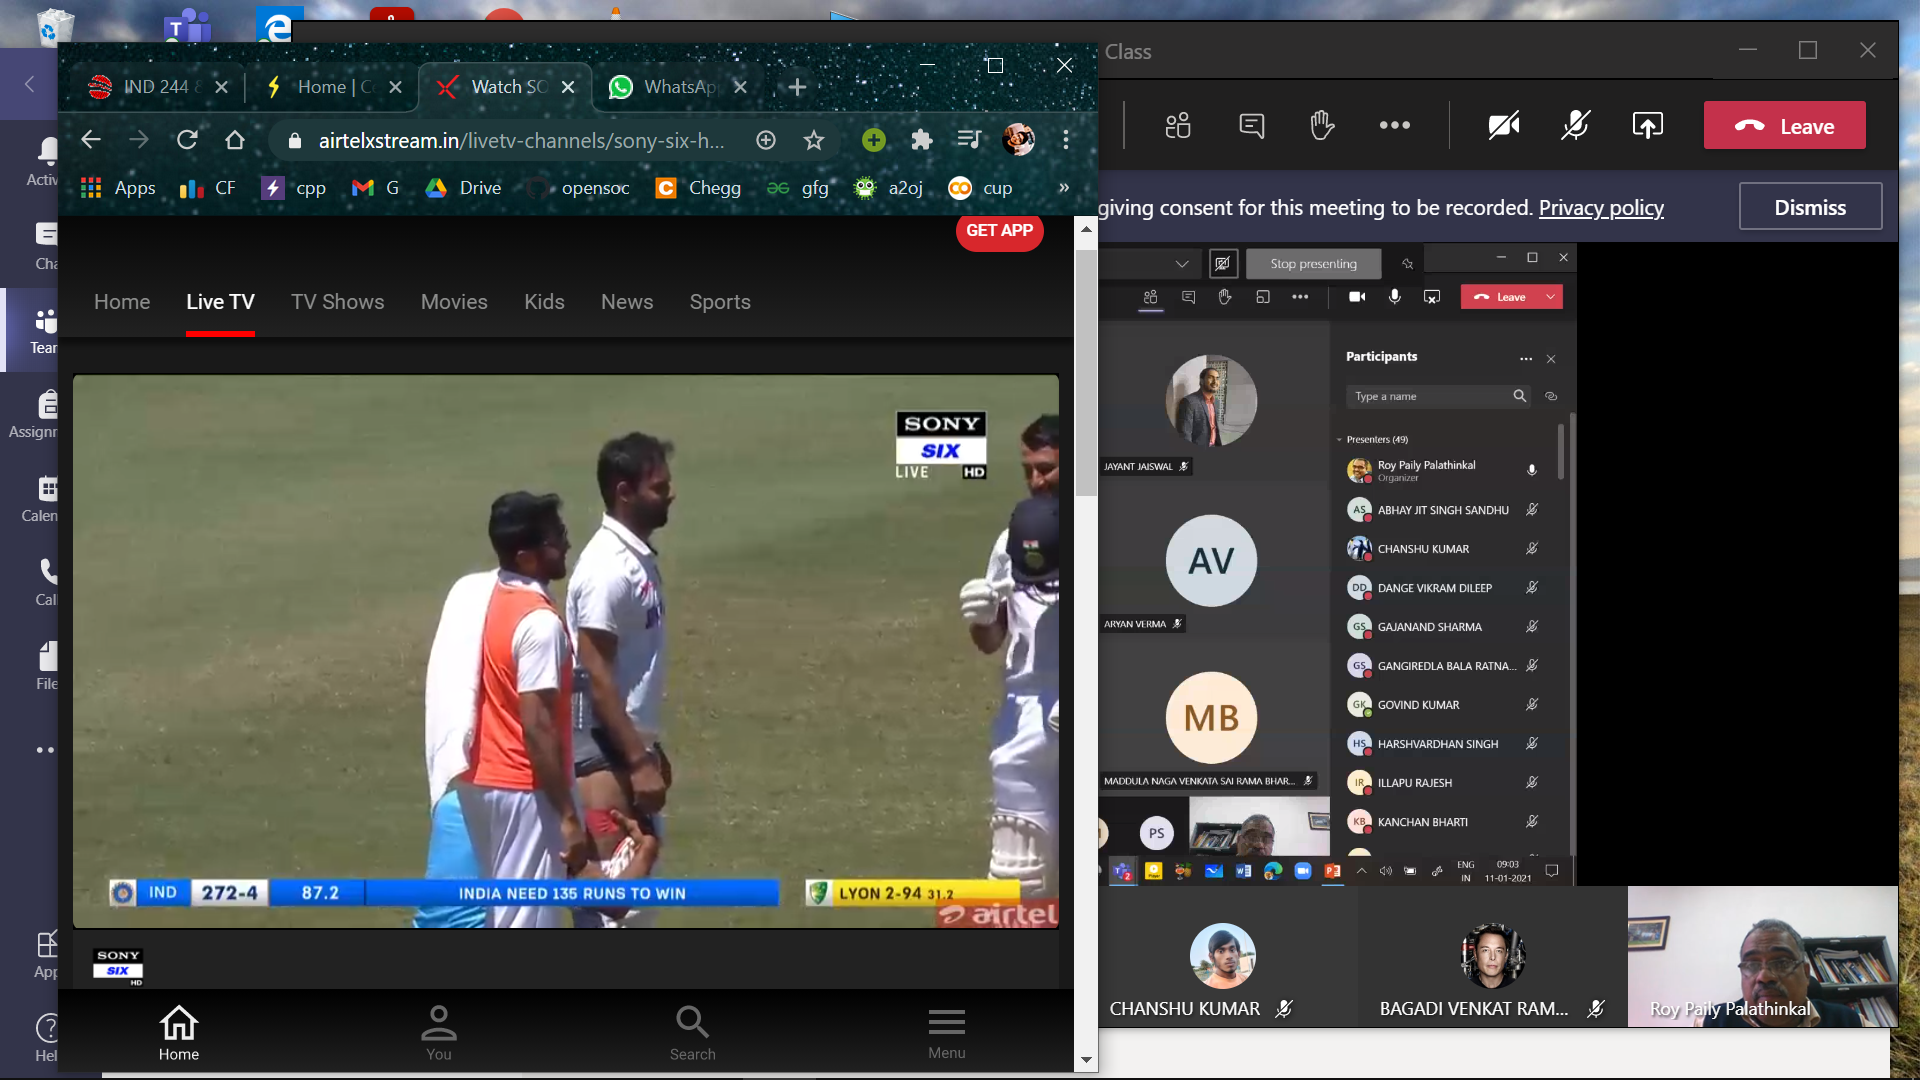 IND 244
Home | C
Watch SO
WhatsAp
airtelxstream.in/livetv-channels/sony-six-h...
Apps
CF
cpp
G
Drive
opensoc
Chegg
gfg
a2oj
cup
»
GET APP
Home
Live TV
TV Shows
Movies
Kids
News
Sports
SONY
SIX
LIVE
HD
IND
272-4
87.2
INDIA NEED 135 RUNS TO WIN
LYON 2-94 31.2
airtel
SONY
SIX
HD
Home
You
Search
Menu
Activ
Cha
Tear
Assignr
Calen
Call
File
App
Hel
Class
Leave
giving consent for this meeting to be recorded. Privacy policy
Dismiss
Stop presenting
Leave
JAYANT JAISWAL
AV
ARYAN VERMA
MB
MADDULA NAGA VENKATA SAI RAMA BHAR...
PS
Participants
Type a name
Presenters (49)
Roy Paily Palathinkal
Organizer
AS ABHAY JIT SINGH SANDHU
CHANSHU KUMAR
DD DANGE VIKRAM DILEEP
GS GAJANAND SHARMA
GS GANGIREDLA BALA RATNA...
GK GOVIND KUMAR
HS HARSHVARDHAN SINGH
IR ILLAPU RAJESH
KB KANCHAN BHARTI
ENG
IN
09:03
11-01-2021
CHANSHU KUMAR
BAGADI VENKAT RAM...
Roy Paily Palathinkal